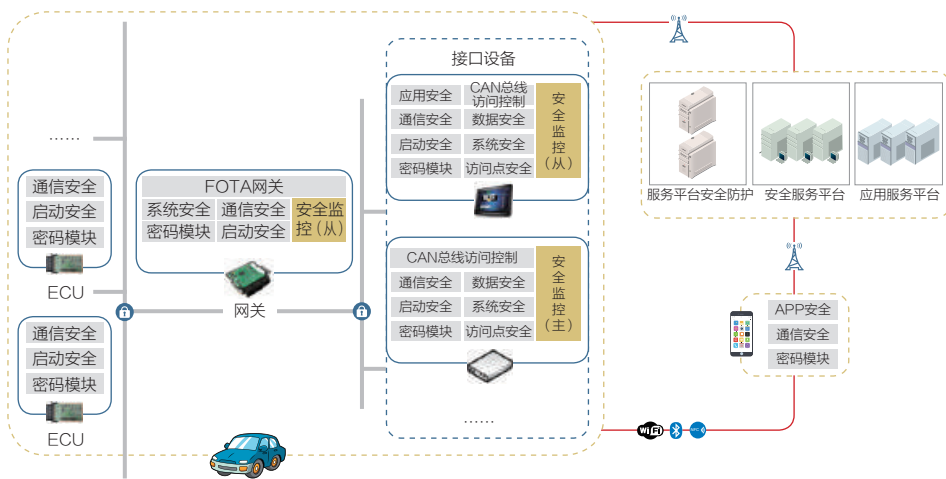 ……
通信安全
启动安全
密码模块
ECU
通信安全
启动安全
密码模块
ECU
FOTA网关
系统安全
通信安全
安全监
控（从）
密码模块
启动安全
网关
接口设备
应用安全
CAN总线
访问控制
通信安全
数据安全
启动安全
系统安全
密码模块
访问点安全
安
全
监
控
（从）
CAN总线访问控制
通信安全
数据安全
启动安全
系统安全
密码模块
访问点安全
安
全
监
控
（主）
……
服务平台安全防护
安全服务平台
应用服务平台
APP安全
通信安全
密码模块
WiFi
NFC